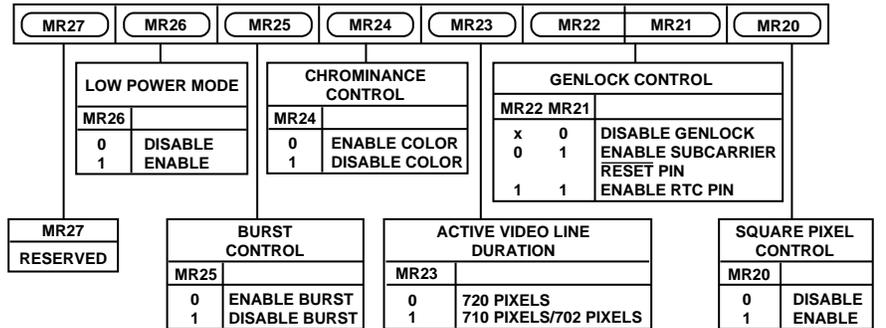 MR27 MR26 MR25 MR24 MR23 MR22 MR21 MR20
LOW POWER MODE
MR26
0 DISABLE
1 ENABLE
CHROMINANCE
CONTROL
MR24
0 ENABLE COLOR
1 DISABLE COLOR
GENLOCK CONTROL
MR22 MR21
x 0 DISABLE GENLOCK
0 1 ENABLE SUBCARRIER
RESET PIN
1 1 ENABLE RTC PIN
MR27
RESERVED
BURST
CONTROL
MR25
0 ENABLE BURST
1 DISABLE BURST
ACTIVE VIDEO LINE
DURATION
MR23
0 720 PIXELS
1 710 PIXELS/702 PIXELS
SQUARE PIXEL
CONTROL
MR20
0 DISABLE
1 ENABLE